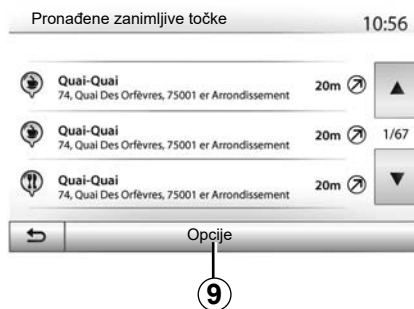 Pronađene zanimljive točke 10:56
Quai-Quai
74, Quai Des Orfèvres, 75001 er Arrondissement
20m
Quai-Quai
74, Quai Des Orfèvres, 75001 er Arrondissement
20m
1/67
Quai-Quai
74, Quai Des Orfèvres, 75001 er Arrondissement
20m
Opcije
9